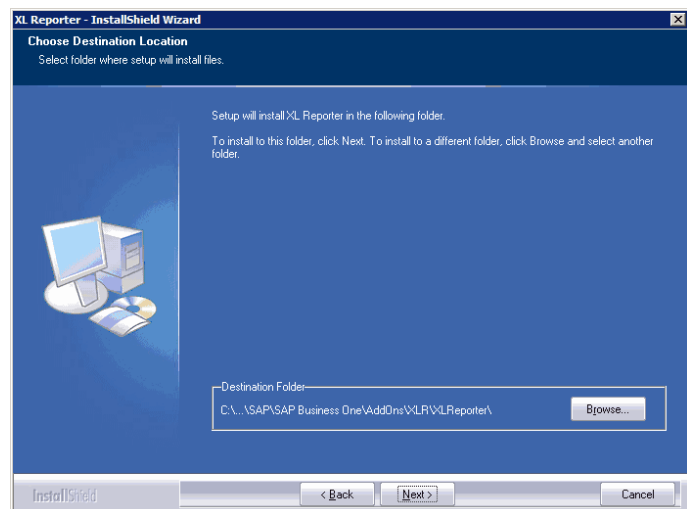 XL Reporter - InstallShield Wizard
Choose Destination Location
Select folder where setup will install files.
Setup will install XL Reporter in the following folder.
To install to this folder, click Next. To install to a different folder, click Browse and select another
folder.
Destination Folder
C:\...\SAP\SAP Business One\AddOns\XLR\XLReporter\
Browse...
InstallShield
< Back
Next >
Cancel